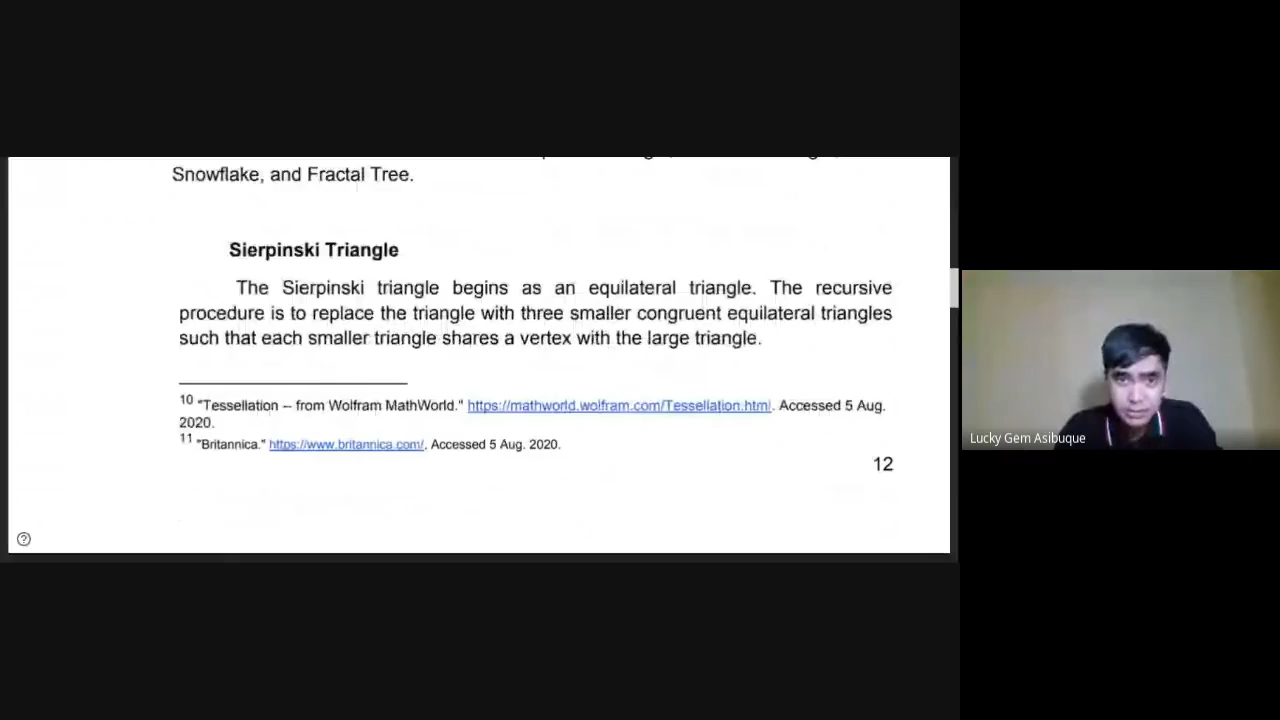 Snowflake, and Fractal Tree.
Sierpinski Triangle
The Sierpinski triangle begins as an equilateral triangle. The recursive
procedure is to replace the triangle with three smaller congruent equilateral triangles
such that each smaller triangle shares a vertex with the large triangle.
10 "Tessellation -- from Wolfram MathWorld." https://mathworld.wolfram.com/Tessellation.html. Accessed 5 Aug.
2020.
11 "Britannica." https://www.britannica.com/. Accessed 5 Aug. 2020.
12
Lucky Gem Asibuque